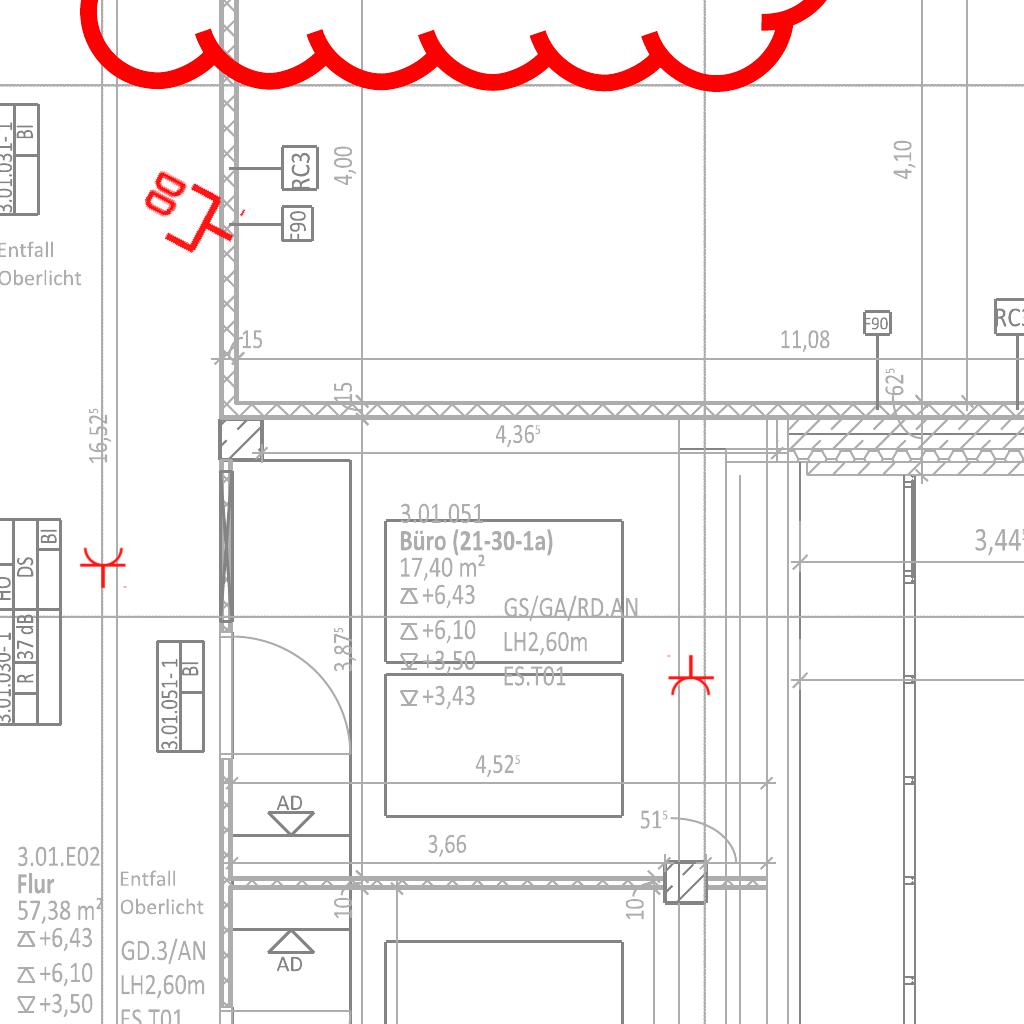 3.01.031-1
BI
RC3
4,00
4,10
F90
Entfall
Oberlicht
15
11,08
F90
RC3
62⁵
15
16,52⁵
4,36⁵
3.01.051
Büro (21-30-1a)
17,40 m²
+6,43
+6,10
+3,50
+3,43
GS/GA/RD.AN
LH2,60m
ES.T01
3,44⁵
BI
DS
HO
37 dB
R
3.01.030-1
3,87⁵
3.01.051-1
BI
4,52⁵
AD
51⁵
3,66
3.01.E02
Flur
57,38 m²
+6,43
+6,10
+3,50
Entfall
Oberlicht
GD.3/AN
LH2,60m
ES.T01
10
10
AD